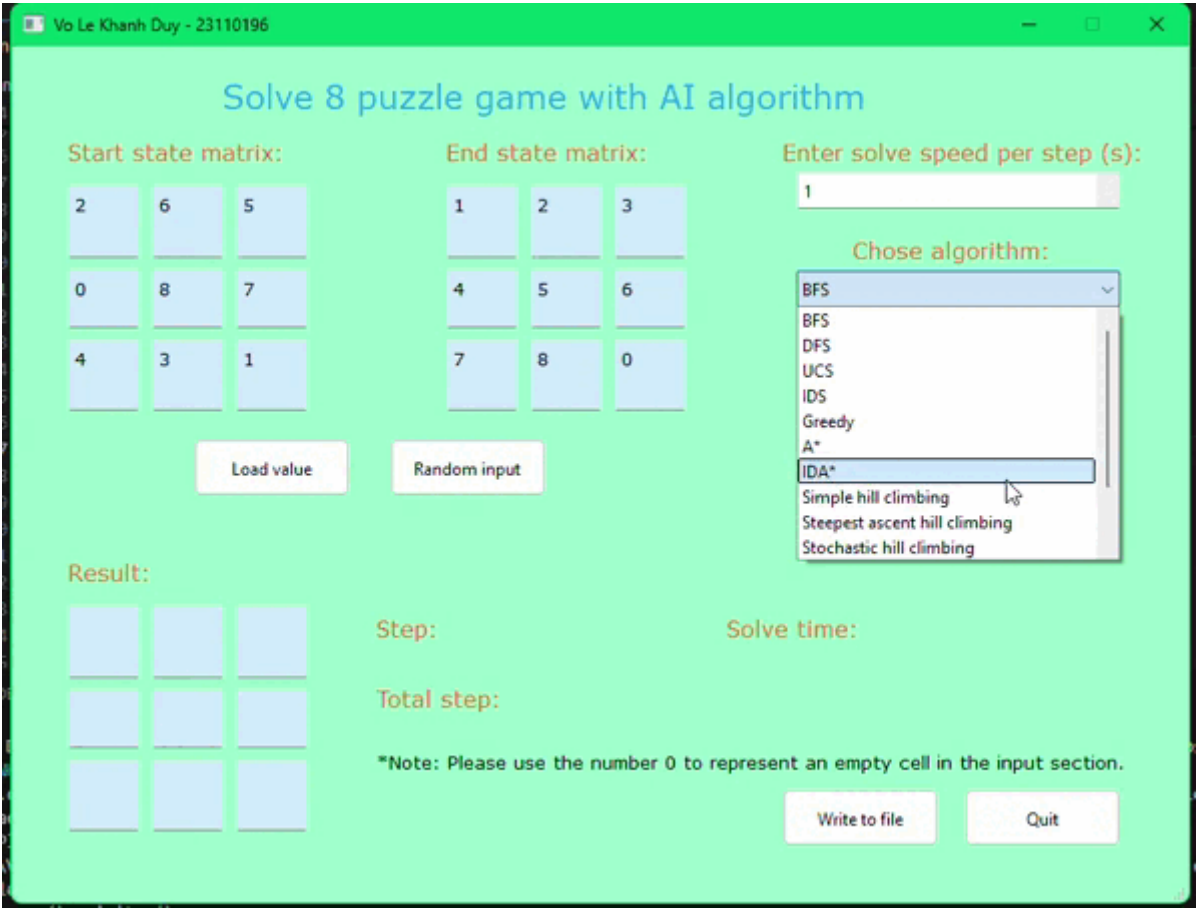 Vo Le Khanh Duy - 23110196
Solve 8 puzzle game with AI algorithm
Start state matrix:
End state matrix:
Enter solve speed per step (s):
1
2 6 5
0 8 7
4 3 1
1 2 3
4 5 6
7 8 0
Chose algorithm:
BFS
BFS
DFS
UCS
IDS
Greedy
A*
IDA*
Simple hill climbing
Steepest ascent hill climbing
Stochastic hill climbing
Load value
Random input
Result:
Step:
Solve time:
Total step:
*Note: Please use the number 0 to represent an empty cell in the input section.
Write to file
Quit